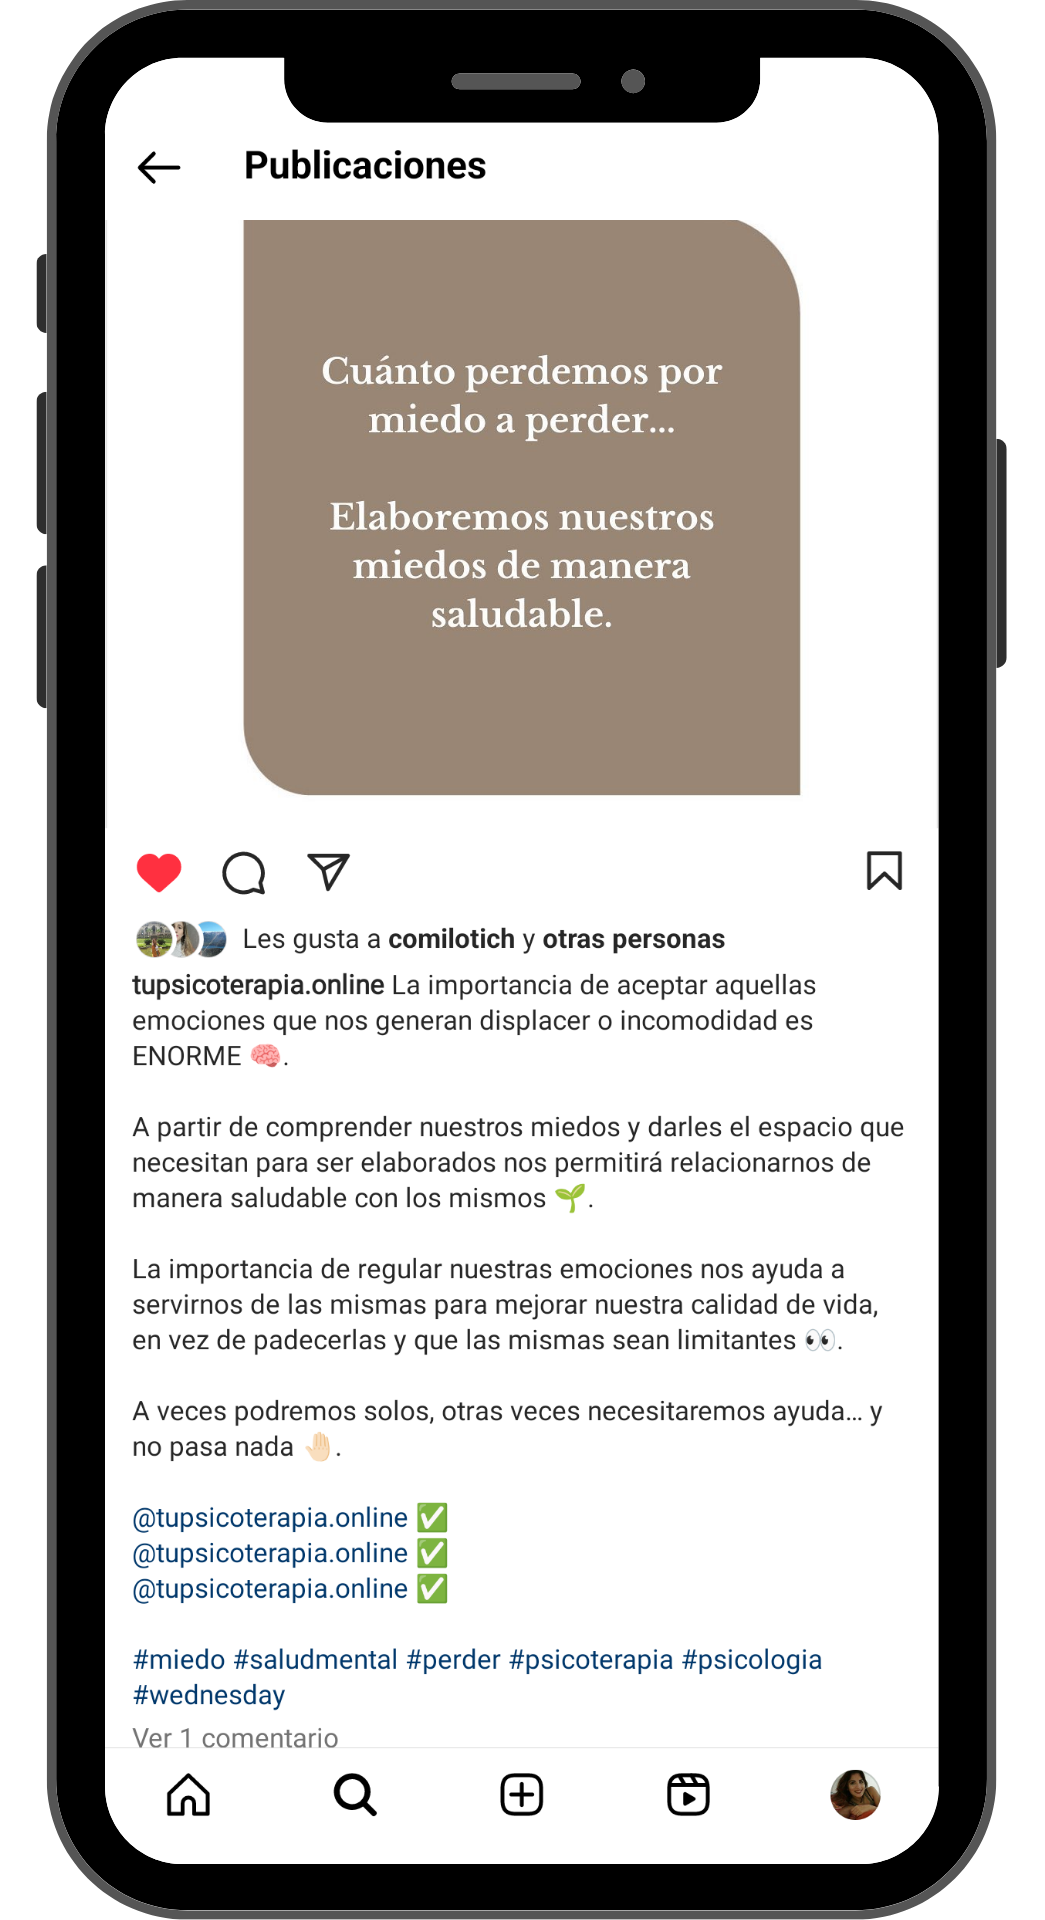 Publicaciones
Cuánto perdemos por
miedo a perder...
Elaboremos nuestros
miedos de manera
saludable.
Les gusta a comilotich y otras personas
tupsicoterapia.online La importancia de aceptar aquellas
emociones que nos generan displacer o incomodidad es
ENORME 🧠.
A partir de comprender nuestros miedos y darles el espacio que
necesitan para ser elaborados nos permitirá relacionarnos de
manera saludable con los mismos 🌱.
La importancia de regular nuestras emociones nos ayuda a
servirnos de las mismas para mejorar nuestra calidad de vida,
en vez de padecerlas y que las mismas sean limitantes 👀.
A veces podremos solos, otras veces necesitaremos ayuda... y
no pasa nada 🤚🏻.
@tupsicoterapia.online ✅
@tupsicoterapia.online ✅
@tupsicoterapia.online ✅
#miedo #saludmental #perder #psicoterapia #psicologia
#wednesday
Ver 1 comentario